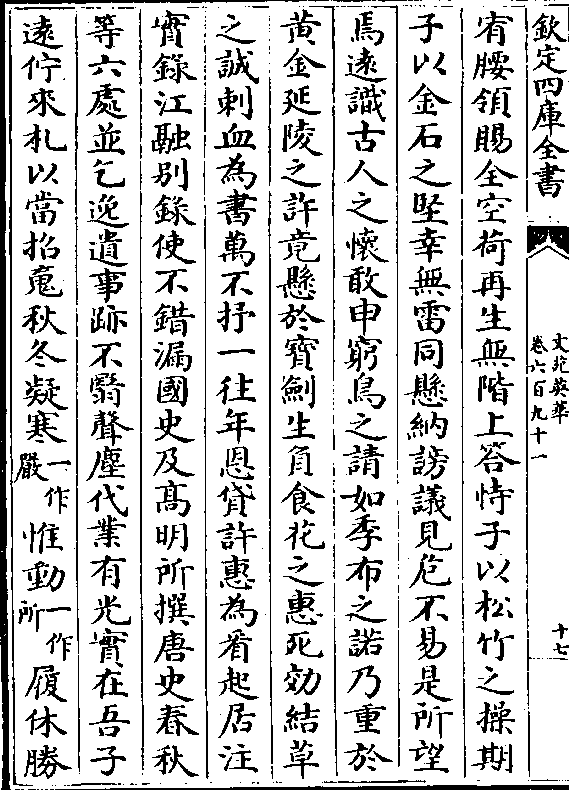 欽定四庫全書
文苑英華
卷六百九十一
十七
宥腰領賜全空荷再生無階上答恃子以松竹之操期
子以金石之堅幸無雷同懸納謗議見危不易是所望
焉遠識古人之懷敢申窮鳥之請如季布之諾乃重於
黄金延陵之許竟懸於寳劍生負食花之惠死効結草
之誠刺血為書萬不抒一往年恩貸許惠為看起居注
實錄江融别錄使不錯漏國史及髙明所撰唐史春秋
等六處並乞逸遺事跡不翳聲塵代業有光實在吾子
遠佇來札以當招䰟秋冬凝寒一作嚴惟動一作所履休勝